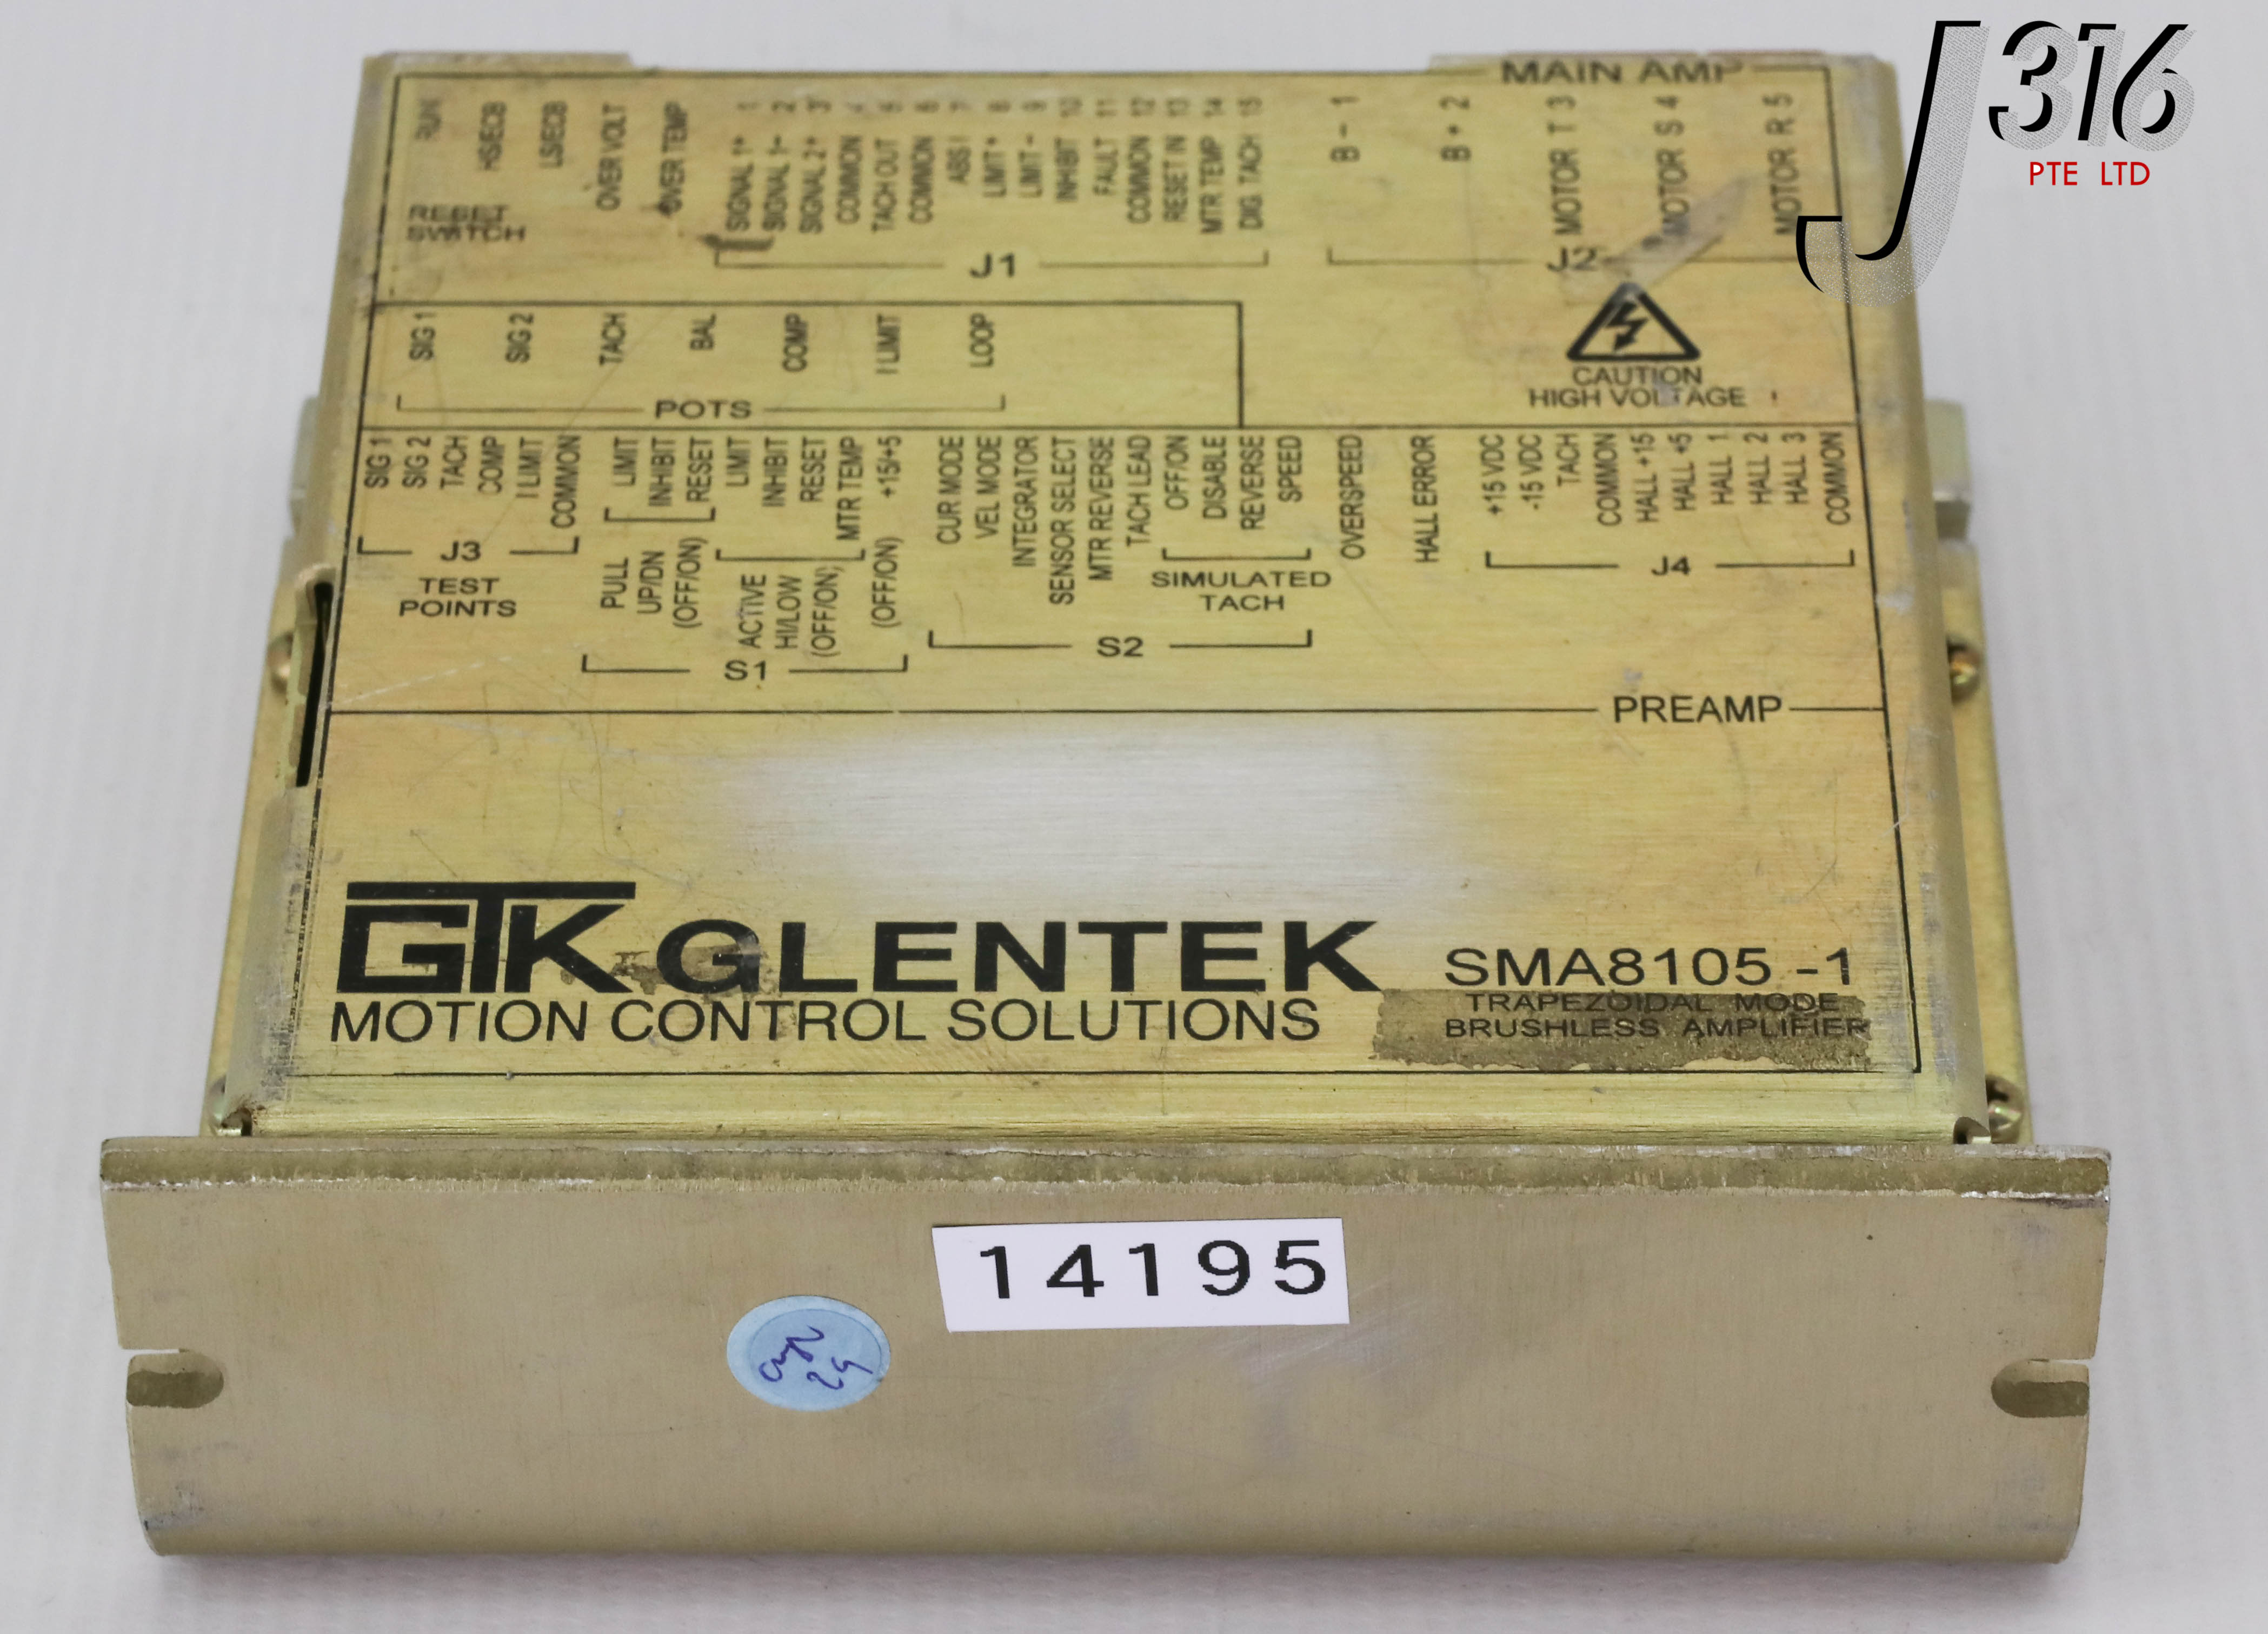 J316
PTE LTD
MAIN AMP
RUN
HSECB
LSECB
OVER VOLT
OVER TEMP
RESET
SWITCH
SIGNAL 1+ 1
SIGNAL 1- 2
SIGNAL 2+ 3
COMMON 4
TACH OUT 5
COMMON 6
ABS I 7
LIMIT + 8
LIMIT - 9
INHIBIT 10
FAULT 11
COMMON 12
RESET IN 13
MTR TEMP 14
DIG. TACH 15
J1
B - 1
B + 2
MOTOR T 3
MOTOR S 4
MOTOR R 5
J2
CAUTION
HIGH VOLTAGE
SIG 1
SIG 2
TACH
BAL
COMP
I LIMIT
LOOP
POTS
SIG 1
SIG 2
TACH
COMP
I LIMIT
COMMON
J3
TEST
POINTS
LIMIT
INHIBIT
RESET
PULL
UP/DN
(OFF/ON)
LIMIT
INHIBIT
RESET
MTR TEMP
ACTIVE
HI/LOW
(OFF/ON)
+15/+5
(OFF/ON)
S1
CUR MODE
VEL MODE
INTEGRATOR
SENSOR SELECT
MTR REVERSE
TACH LEAD
OFF/ON
DISABLE
REVERSE
SPEED
SIMULATED
TACH
S2
OVERSPEED
HALL ERROR
+15 VDC
-15 VDC
TACH
COMMON
HALL +15
HALL +5
HALL 1
HALL 2
HALL 3
COMMON
J4
PREAMP
GTK GLENTEK
MOTION CONTROL SOLUTIONS
SMA8105 -1
TRAPEZOIDAL MODE
BRUSHLESS AMPLIFIER
14195
29